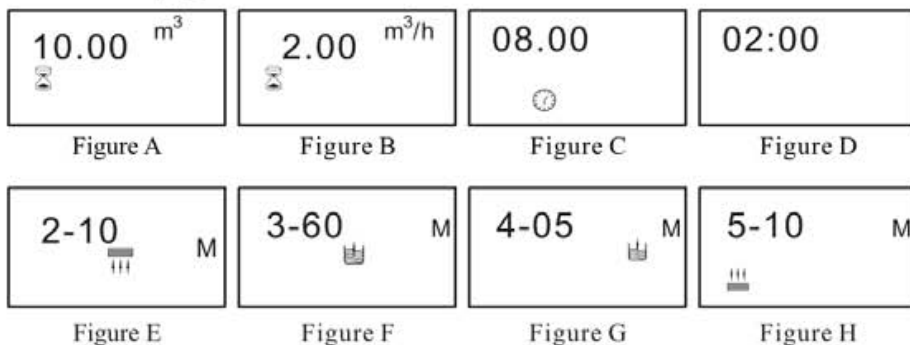 10.00 m³
2.00 m³/h
08.00
02:00
Figure A
Figure B
Figure C
Figure D
2-10 M
3-60 M
4-05 M
5-10 M
Figure E
Figure F
Figure G
Figure H